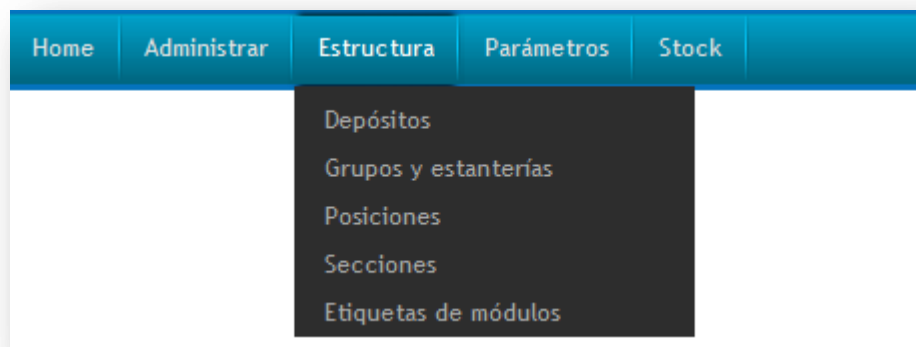 Home Administrar Estructura Parámetros Stock
Depósitos
Grupos y estanterías
Posiciones
Secciones
Etiquetas de módulos